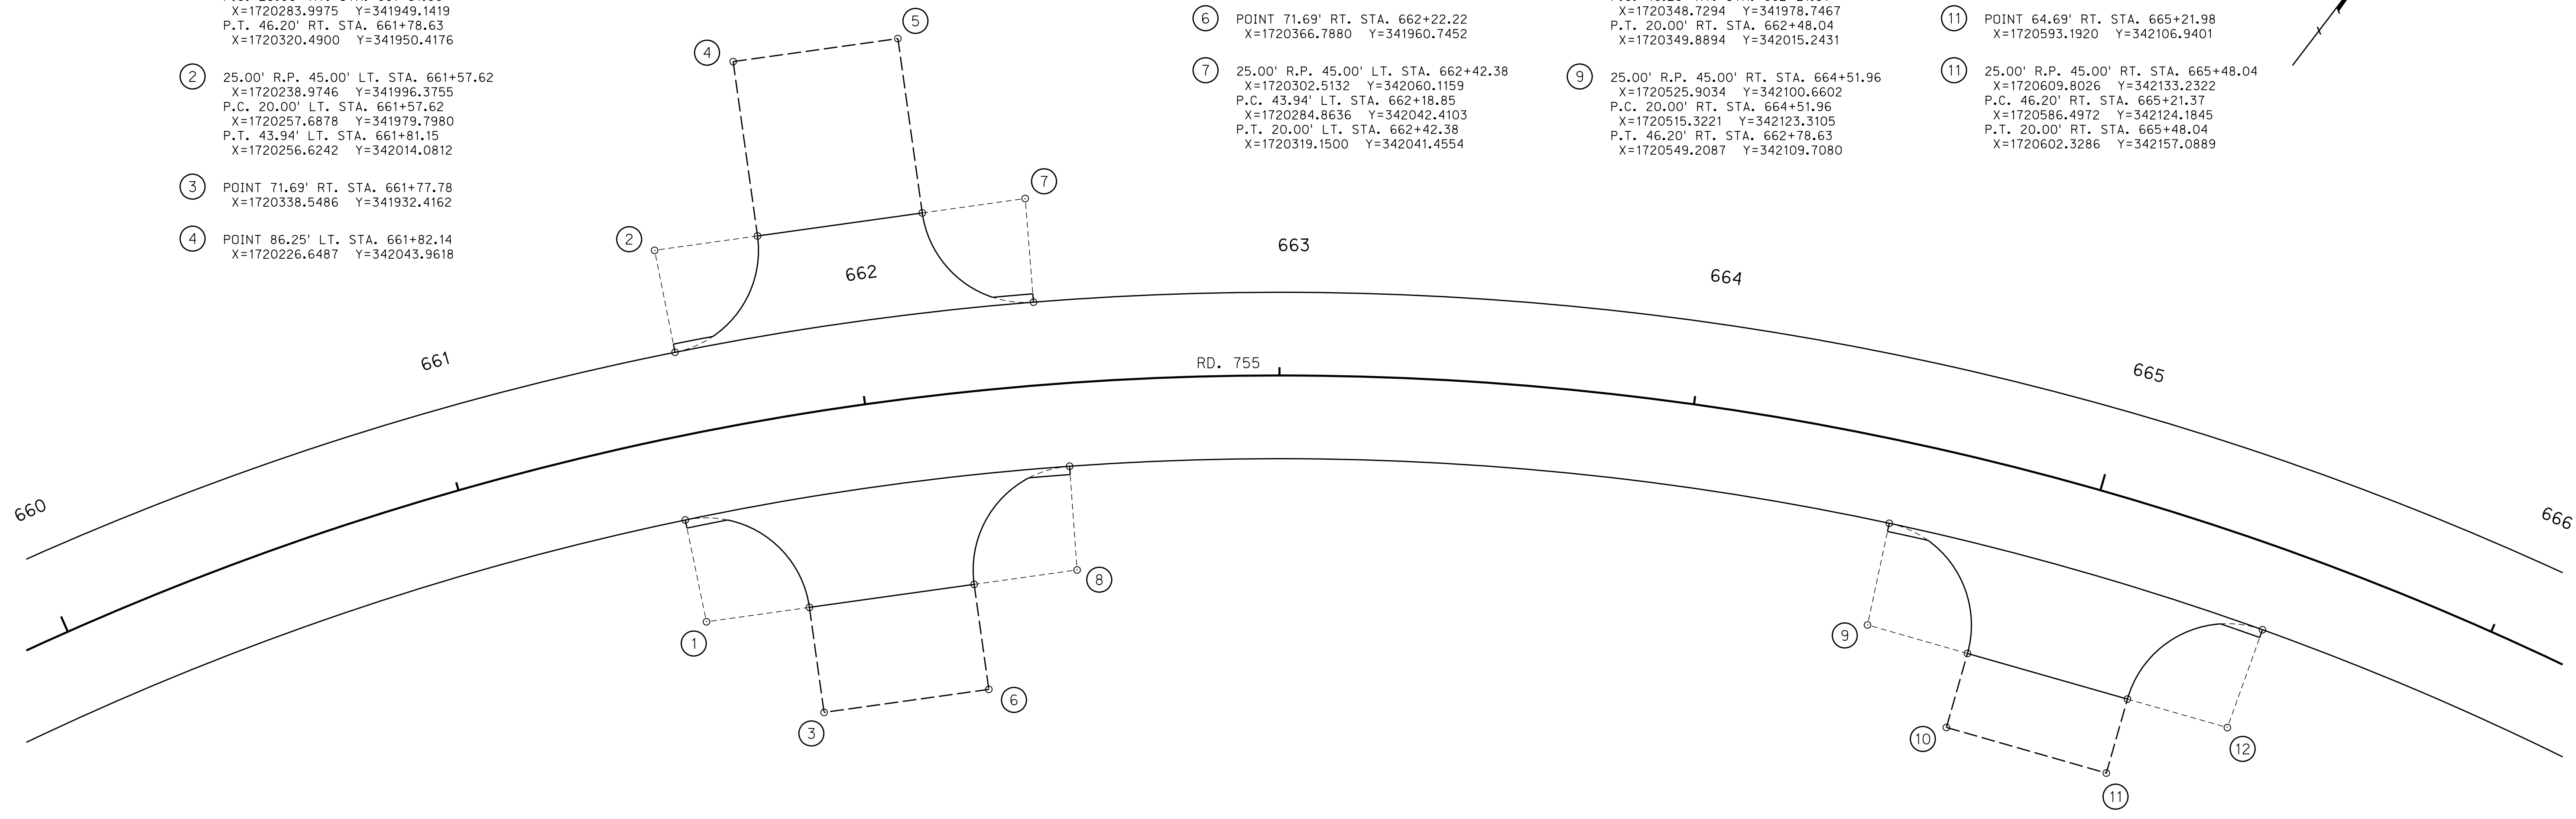 X=1720283.9975 Y=341949.1419
P.T. 46.20' RT. STA. 661+78.63
X=1720320.4900 Y=341950.4176
2 25.00' R.P. 45.00' LT. STA. 661+57.62
X=1720238.9746 Y=341996.3755
P.C. 20.00' LT. STA. 661+57.62
X=1720257.6878 Y=341979.7980
P.T. 43.94' LT. STA. 661+81.15
X=1720256.6242 Y=342014.0812
3 POINT 71.69' RT. STA. 661+77.78
X=1720338.5486 Y=341932.4162
4 POINT 86.25' LT. STA. 661+82.14
X=1720226.6487 Y=342043.9618
6 POINT 71.69' RT. STA. 662+22.22
X=1720366.7880 Y=341960.7452
7 25.00' R.P. 45.00' LT. STA. 662+42.38
X=1720302.5132 Y=342060.1159
P.C. 43.94' LT. STA. 662+18.85
X=1720284.8636 Y=342042.4103
P.T. 20.00' LT. STA. 662+42.38
X=1720319.1500 Y=342041.4554
X=1720348.7294 Y=341978.7467
P.T. 20.00' RT. STA. 662+48.04
X=1720349.8894 Y=342015.2431
9 25.00' R.P. 45.00' RT. STA. 664+51.96
X=1720525.9034 Y=342100.6602
P.C. 20.00' RT. STA. 664+51.96
X=1720515.3221 Y=342123.3105
P.T. 46.20' RT. STA. 662+78.63
X=1720549.2087 Y=342109.7080
11 POINT 64.69' RT. STA. 665+21.98
X=1720593.1920 Y=342106.9401
11 25.00' R.P. 45.00' RT. STA. 665+48.04
X=1720609.8026 Y=342133.2322
P.C. 46.20' RT. STA. 665+21.37
X=1720586.4972 Y=342124.1845
P.T. 20.00' RT. STA. 665+48.04
X=1720602.3286 Y=342157.0889
4
5
2
7
660
661
662
663
664
665
666
RD. 755
1
8
3
6
9
10
12
11